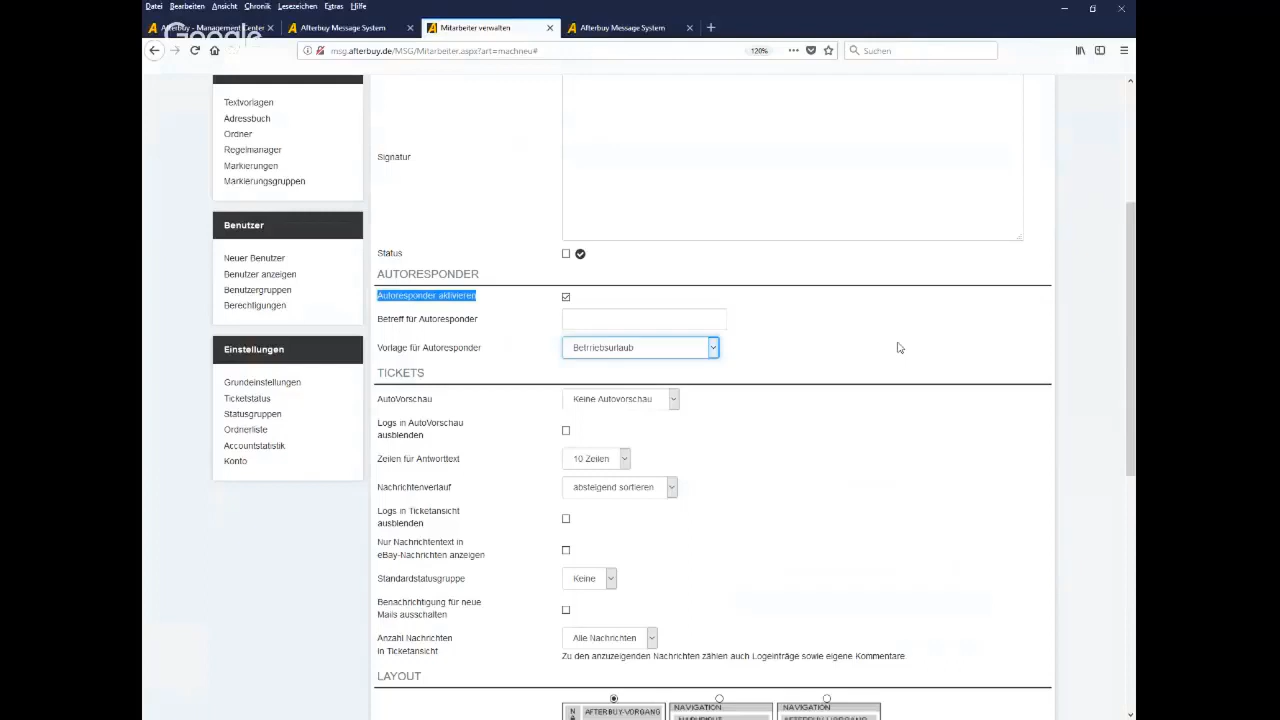 Datei Bearbeiten Ansicht Chronik Lesezeichen Extras Hilfe
Afterbuy - Management Center
Afterbuy Message System
Mitarbeiter verwalten
Afterbuy Message System
Google
msg.afterbuy.de/MSG/Mitarbeiter.aspx?art=machneu#
120%
Suchen
Textvorlagen
Adressbuch
Ordner
Regelmanager
Markierungen
Markierungsgruppen
Benutzer
Neuer Benutzer
Benutzer anzeigen
Benutzergruppen
Berechtigungen
Einstellungen
Grundeinstellungen
Ticketstatus
Statusgruppen
Ordnerliste
Accountstatistik
Konto
Signatur
Status
AUTORESPONDER
Autoresponder aktivieren
Betreff für Autoresponder
Vorlage für Autoresponder Betrriebsurlaub
TICKETS
AutoVorschau Keine Autovorschau
Logs in AutoVorschau
ausblenden
Zeilen für Antworttext 10 Zeilen
Nachrichtenverlauf absteigend sortieren
Logs in Ticketansicht
ausblenden
Nur Nachrichtentext in
eBay-Nachrichten anzeigen
Standardstatusgruppe Keine
Benachrichtigung für neue
Mails ausschalten
Anzahl Nachrichten
in Ticketansicht
Alle Nachrichten
Zu den anzuzeigenden Nachrichten zählen auch Logeinträge sowie eigene Kommentare.
LAYOUT
N
A
AFTERBUY-VORGANG
NAVIGATION
NAVIGATION